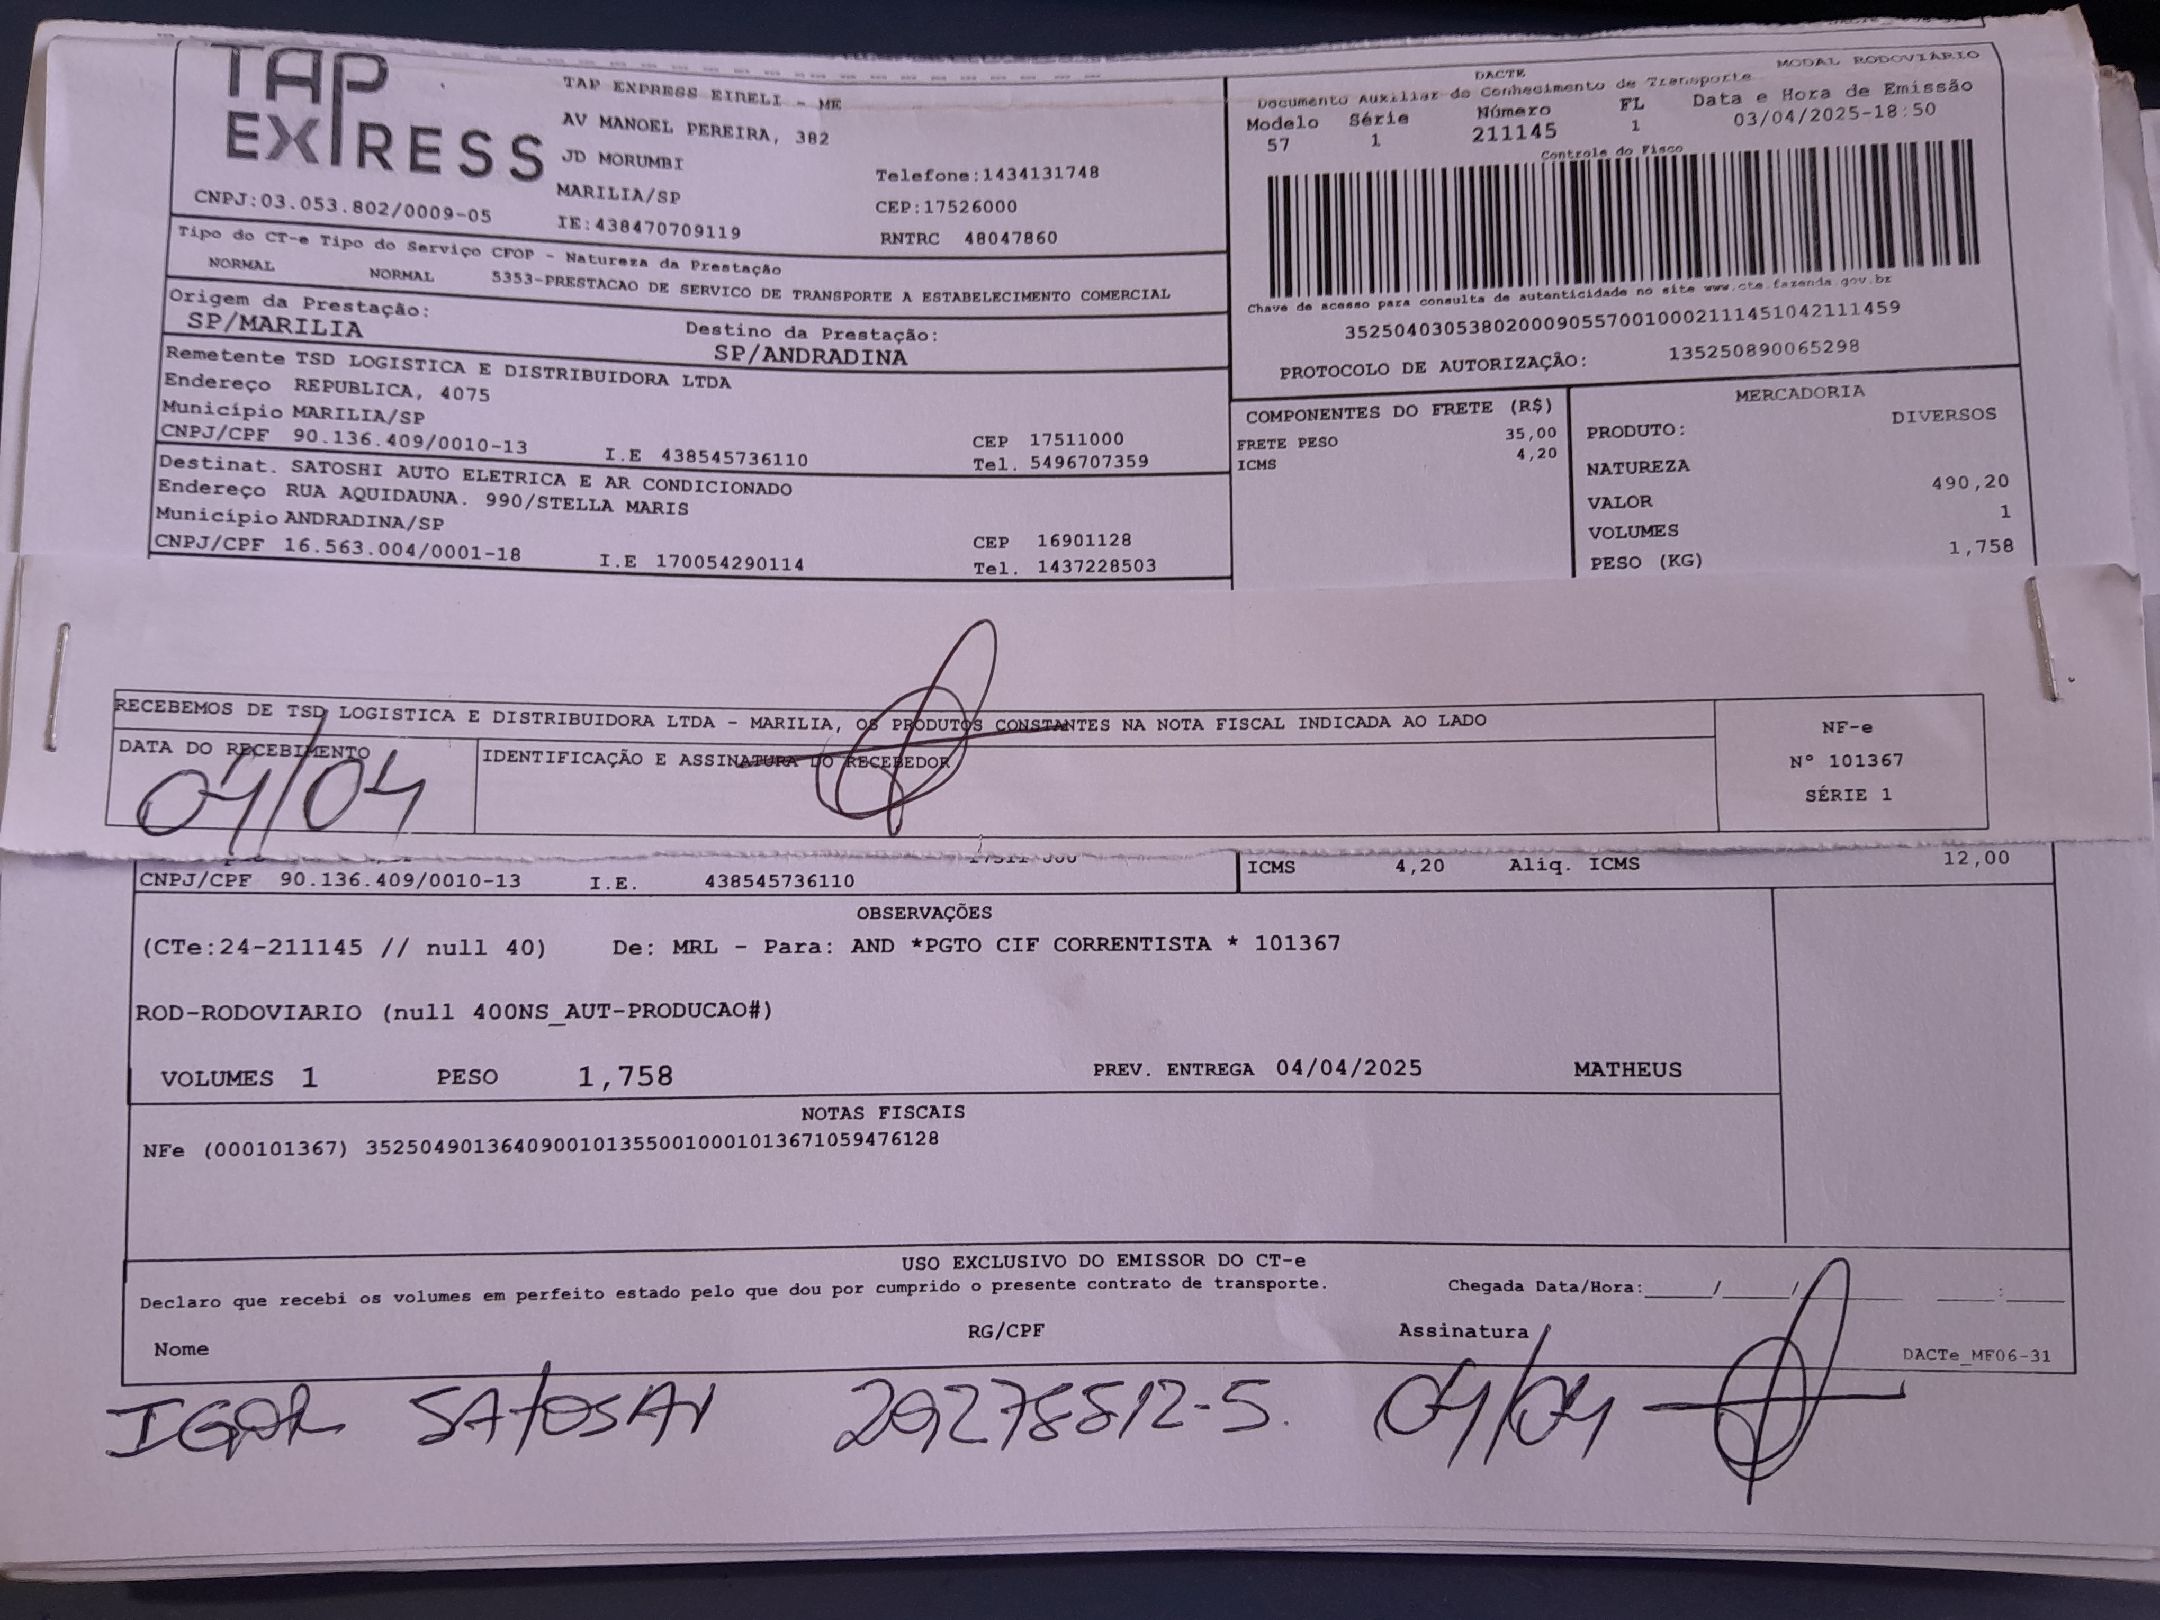 TAP
EXPRESS
TAP EXPRESS EIRELI - ME
AV MANOEL PEREIRA, 382
JD MORUMBI
MARILIA/SP
IE:438470709119
CNPJ:03.053.802/0009-05
Telefone:1434131748
CEP:17526000
RNTRC 48047860
MODAL RODOVIÁRIO
DACTE
Documento Auxiliar do Conhecimento de Transporte
Modelo Série Número FL Data e Hora de Emissão
57 1 211145 1 03/04/2025-18:50
Controle do Fisco
Chave de acesso para consulta de autenticidade no site www.cte.fazenda.gov.br
35250403053802000905570010002111451042111459
PROTOCOLO DE AUTORIZAÇÃO: 135250890065298
Tipo do CT-e Tipo do Serviço CFOP - Natureza da Prestação
NORMAL NORMAL 5353-PRESTACAO DE SERVICO DE TRANSPORTE A ESTABELECIMENTO COMERCIAL
Origem da Prestação: Destino da Prestação:
SP/MARILIA SP/ANDRADINA
Remetente TSD LOGISTICA E DISTRIBUIDORA LTDA
Endereço REPUBLICA, 4075
Município MARILIA/SP CEP 17511000
CNPJ/CPF 90.136.409/0010-13 I.E 438545736110 Tel. 5496707359
Destinat. SATOSHI AUTO ELETRICA E AR CONDICIONADO
Endereço RUA AQUIDAUNA. 990/STELLA MARIS
Município ANDRADINA/SP CEP 16901128
CNPJ/CPF 16.563.004/0001-18 I.E 170054290114 Tel. 1437228503
COMPONENTES DO FRETE (R$)
FRETE PESO 35,00
ICMS 4,20
MERCADORIA
PRODUTO: DIVERSOS
NATUREZA
VALOR 490,20
VOLUMES 1
PESO (KG) 1,758
RECEBEMOS DE TSD LOGISTICA E DISTRIBUIDORA LTDA - MARILIA, OS PRODUTOS CONSTANTES NA NOTA FISCAL INDICADA AO LADO
DATA DO RECEBIMENTO IDENTIFICAÇÃO E ASSINATURA DO RECEBEDOR
04/04
NF-e
N° 101367
SÉRIE 1
CNPJ/CPF 90.136.409/0010-13 I.E. 438545736110
ICMS 4,20 Aliq. ICMS 12,00
OBSERVAÇÕES
(CTe:24-211145 // null 40) De: MRL - Para: AND *PGTO CIF CORRENTISTA * 101367
ROD-RODOVIARIO (null 400NS_AUT-PRODUCAO#)
VOLUMES 1 PESO 1,758 PREV. ENTREGA 04/04/2025 MATHEUS
NOTAS FISCAIS
NFe (000101367) 35250490136409001013550010001013671059476128
USO EXCLUSIVO DO EMISSOR DO CT-e
Declaro que recebi os volumes em perfeito estado pelo que dou por cumprido o presente contrato de transporte. Chegada Data/Hora:____/____/______ ____:____
Nome RG/CPF Assinatura
DACTe_MF06-31
IGOR 04/04